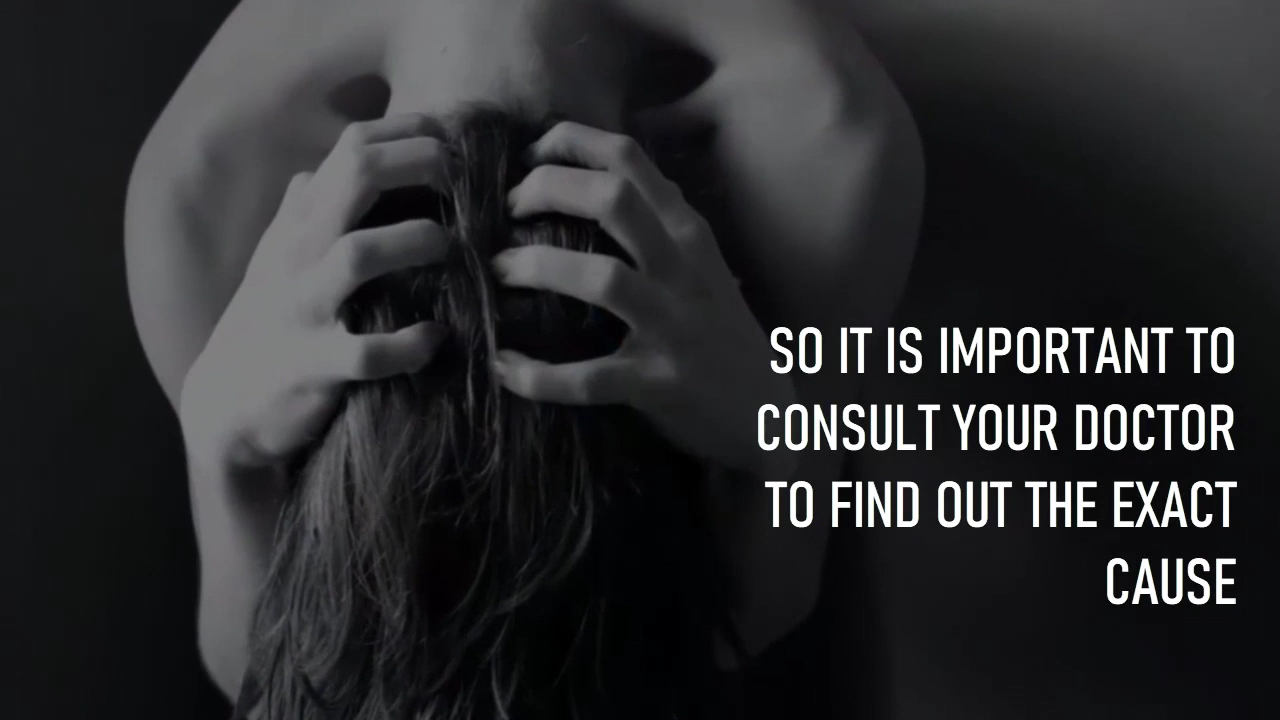 SO IT IS IMPORTANT TO
CONSULT YOUR DOCTOR
TO FIND OUT THE EXACT
CAUSE